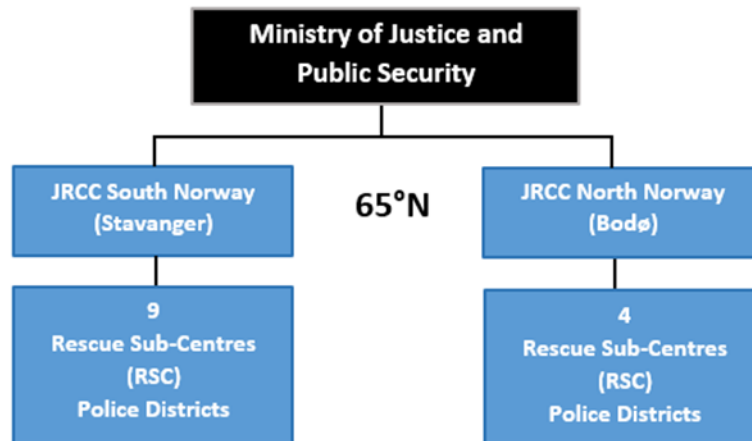 Ministry of Justice and
Public Security
JRCC South Norway
(Stavanger)
65°N
JRCC North Norway
(Bodø)
9
Rescue Sub-Centres
(RSC)
Police Districts
4
Rescue Sub-Centres
(RSC)
Police Districts